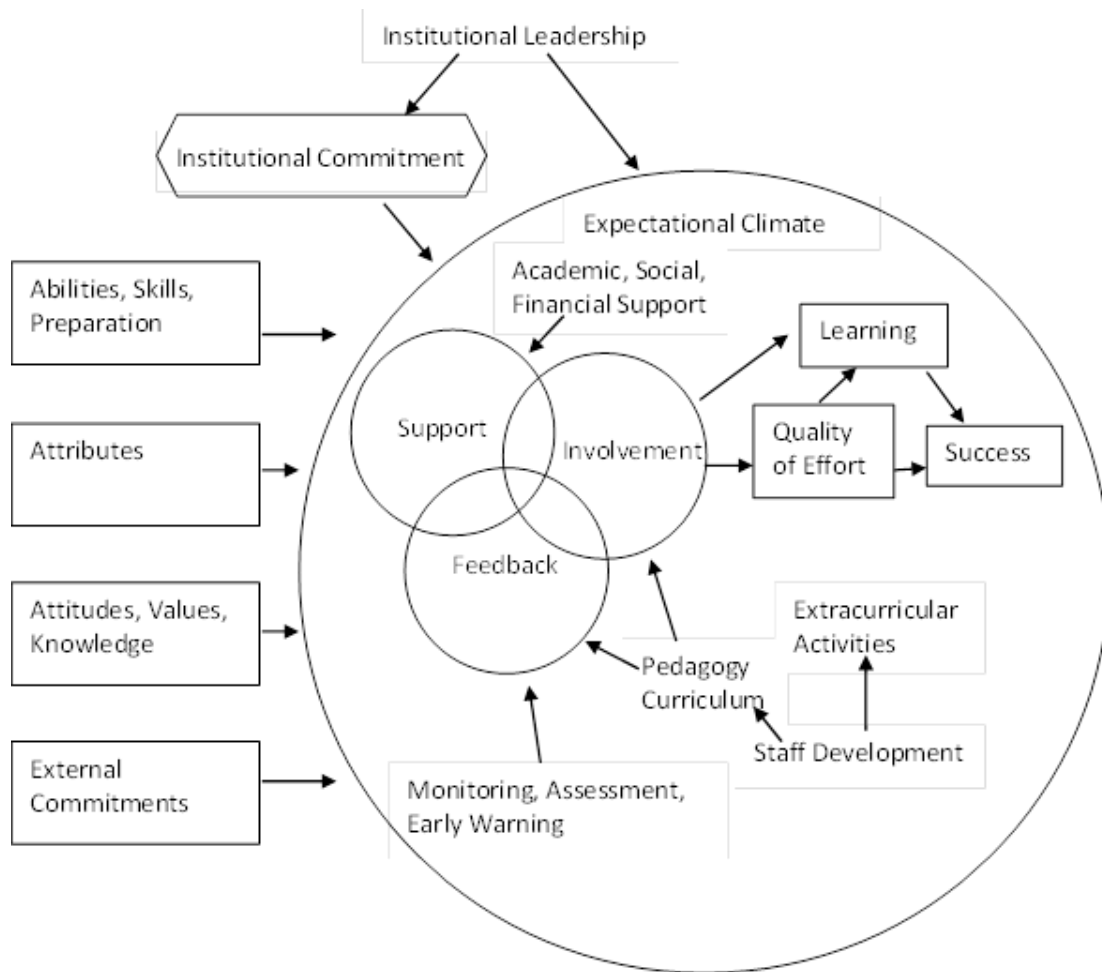 Institutional Leadership
Institutional Commitment
Expectational Climate
Academic, Social,
Financial Support
Abilities, Skills,
Preparation
Learning
Support
Involvement
Quality
of Effort
Success
Attributes
Feedback
Attitudes, Values,
Knowledge
Extracurricular
Activities
Pedagogy
Curriculum
Staff Development
External
Commitments
Monitoring, Assessment,
Early Warning